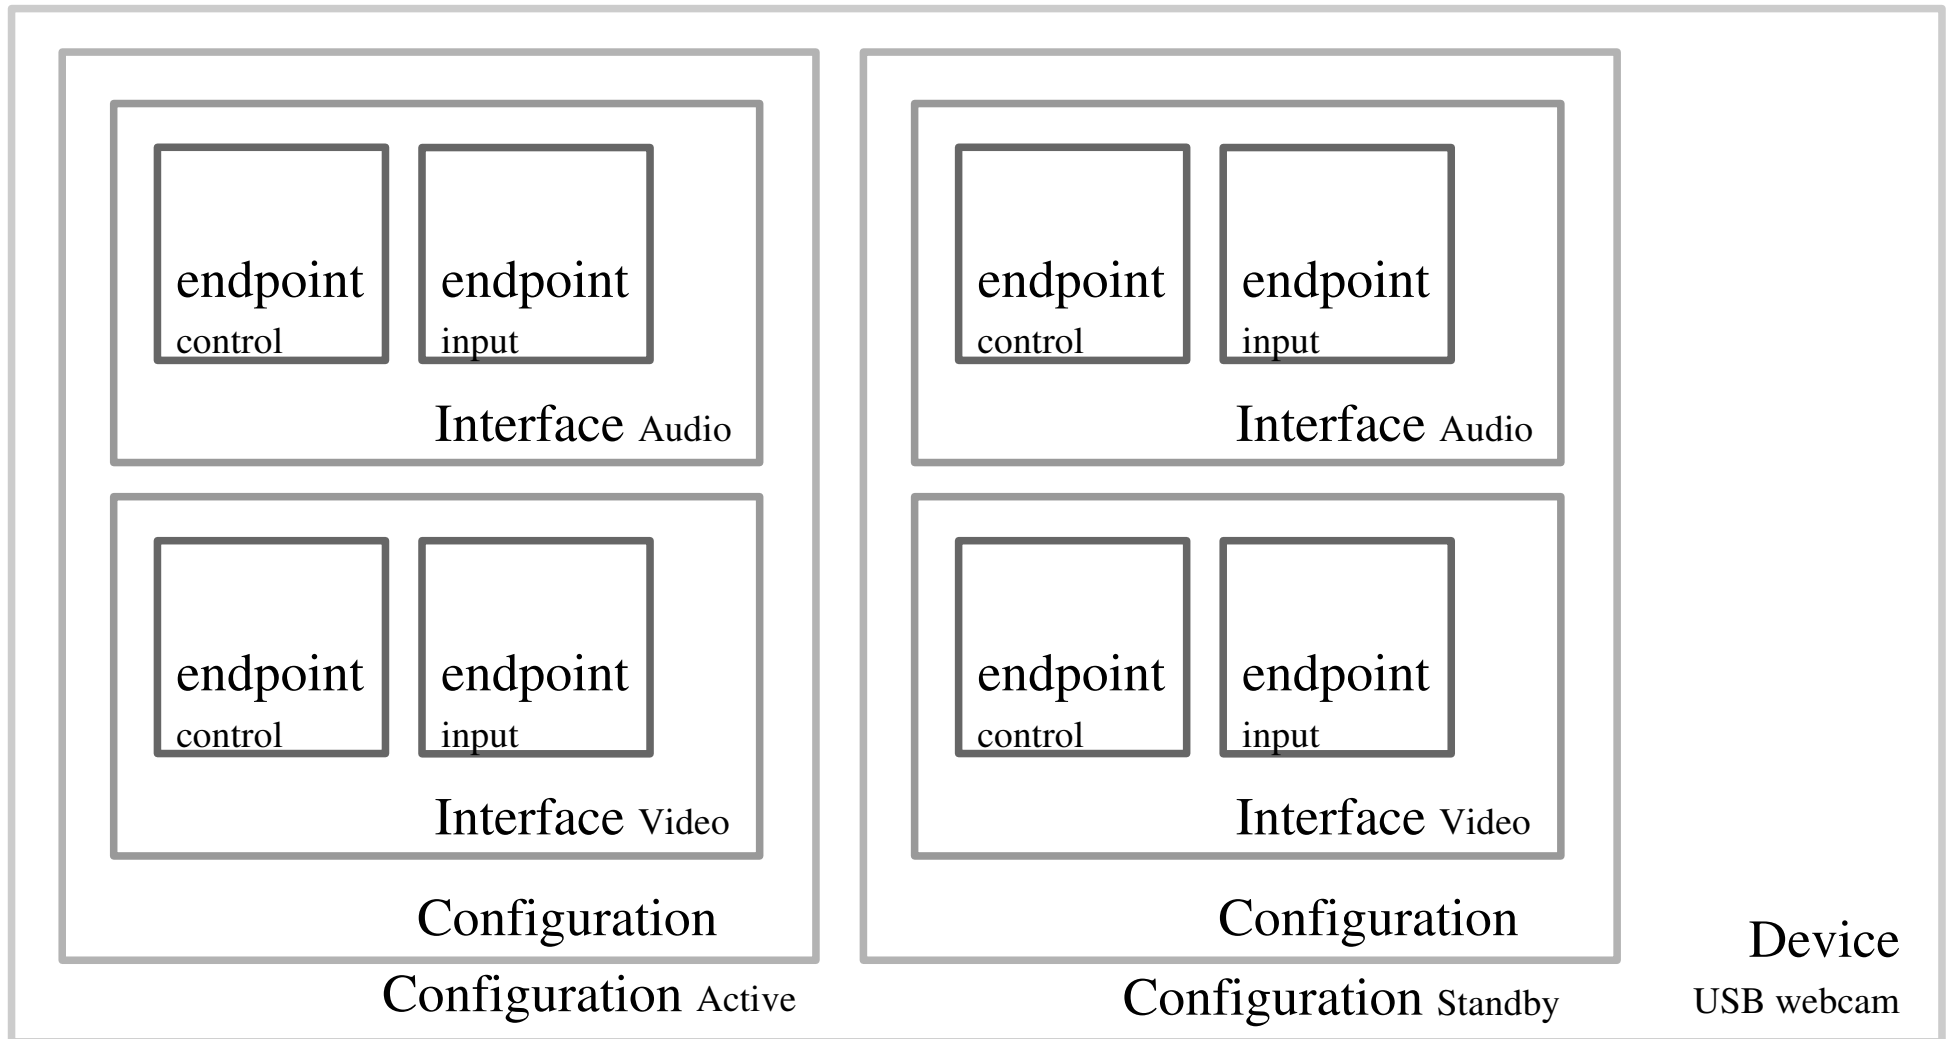 endpoint
control
endpoint
input
Interface Audio
endpoint
control
endpoint
input
Interface Video
Configuration
Configuration Active
endpoint
control
endpoint
input
Interface Audio
endpoint
control
endpoint
input
Interface Video
Configuration
Configuration Standby
Device
USB webcam